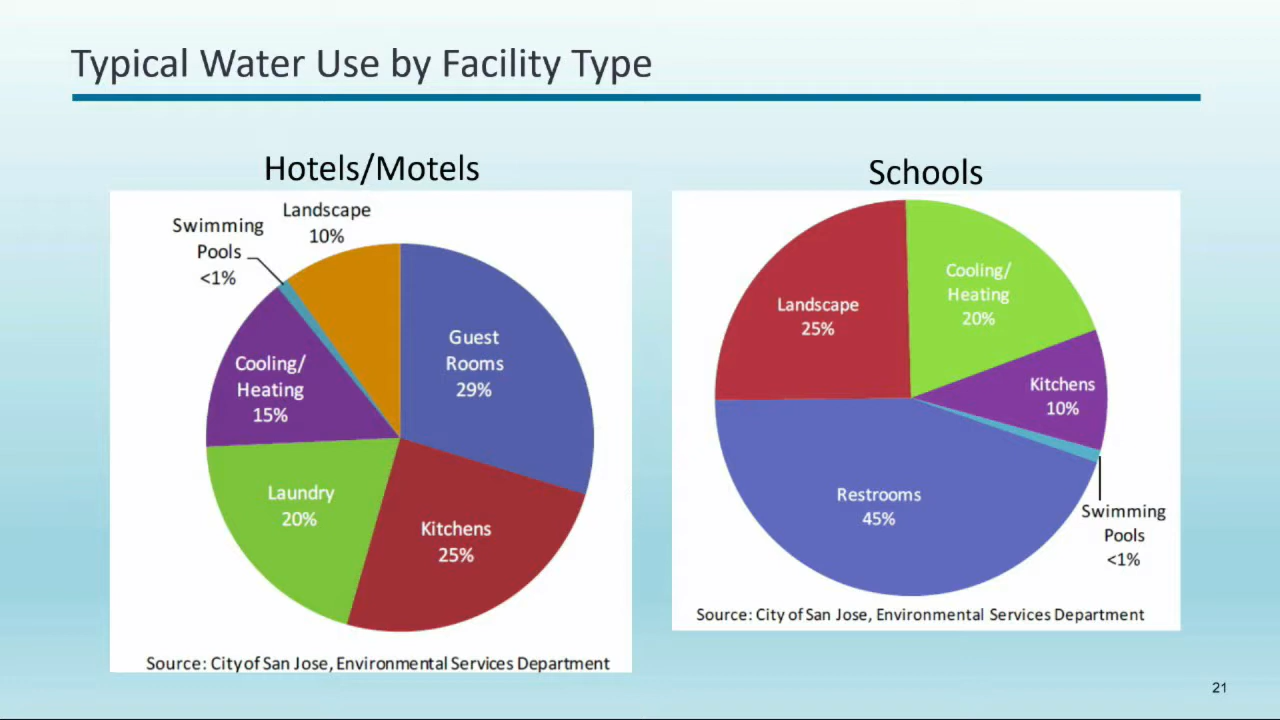 Typical Water Use by Facility Type
Hotels/Motels
Landscape
10%
Swimming
Pools
<1%
Guest
Rooms
29%
Cooling/
Heating
15%
Laundry
20%
Kitchens
25%
Source: City of San Jose, Environmental Services Department
Schools
Cooling/
Heating
20%
Landscape
25%
Kitchens
10%
Restrooms
45%
Swimming
Pools
<1%
Source: City of San Jose, Environmental Services Department
21